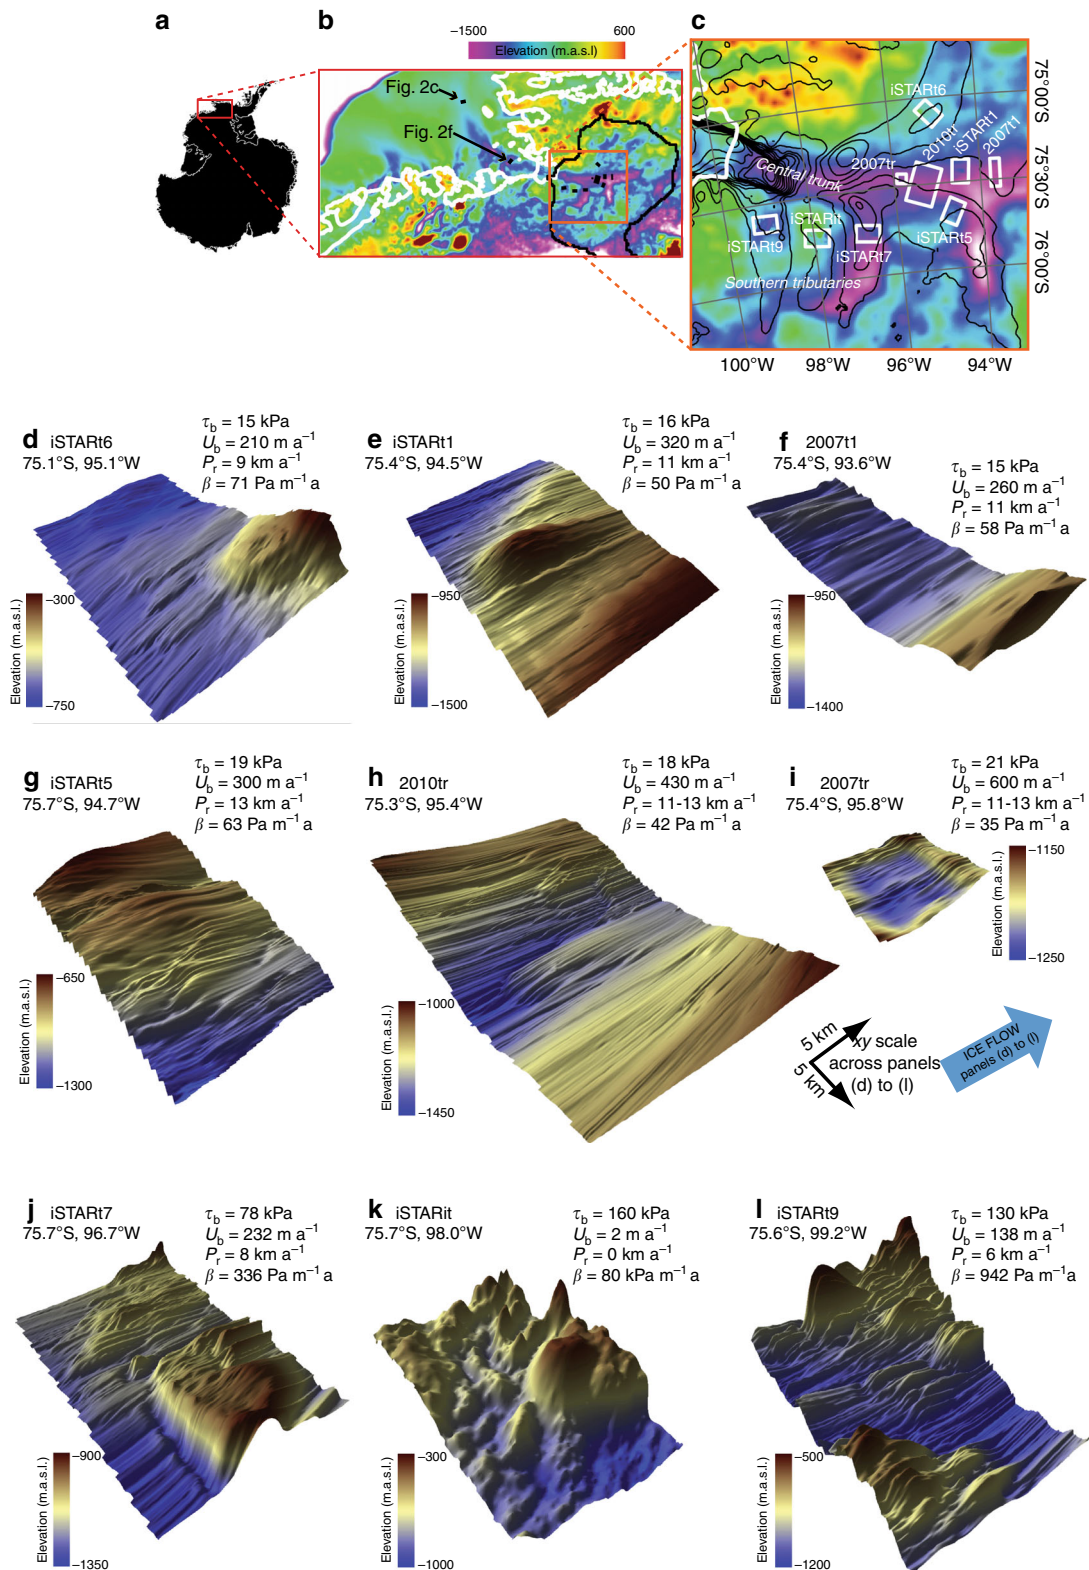 a
b
c
−1500
600
Elevation (m.a.s.l)
Fig. 2c
Fig. 2f
iSTARt6
2010tr
iSTARt1
2007t1
2007tr
Central trunk
iSTARit
iSTARt9
iSTARt7
iSTARt5
Southern tributaries
75°00'S
75°30'S
76°00'S
100°W
98°W
96°W
94°W
d
iSTARt6
75.1°S, 95.1°W
τb = 15 kPa
Ub = 210 m a−1
Pr = 9 km a−1
β = 71 Pa m−1 a
Elevation (m.a.s.l.)
−300
−750
e
iSTARt1
75.4°S, 94.5°W
τb = 16 kPa
Ub = 320 m a−1
Pr = 11 km a−1
β = 50 Pa m−1 a
Elevation (m.a.s.l.)
−950
−1500
f
2007t1
75.4°S, 93.6°W
τb = 15 kPa
Ub = 260 m a−1
Pr = 11 km a−1
β = 58 Pa m−1 a
Elevation (m.a.s.l.)
−950
−1400
g
iSTARt5
75.7°S, 94.7°W
τb = 19 kPa
Ub = 300 m a−1
Pr = 13 km a−1
β = 63 Pa m−1 a
Elevation (m.a.s.l.)
−650
−1300
h
2010tr
75.3°S, 95.4°W
τb = 18 kPa
Ub = 430 m a−1
Pr = 11-13 km a−1
β = 42 Pa m−1 a
Elevation (m.a.s.l.)
−1000
−1450
i
2007tr
75.4°S, 95.8°W
τb = 21 kPa
Ub = 600 m a−1
Pr = 11-13 km a−1
β = 35 Pa m−1 a
Elevation (m.a.s.l.)
−1150
−1250
5 km
5 km
xy scale
across panels
(d) to (l)
ICE FLOW
panels (d) to (l)
j
iSTARt7
75.7°S, 96.7°W
τb = 78 kPa
Ub = 232 m a−1
Pr = 8 km a−1
β = 336 Pa m−1 a
Elevation (m.a.s.l.)
−900
−1350
k
iSTARit
75.7°S, 98.0°W
τb = 160 kPa
Ub = 2 m a−1
Pr = 0 km a−1
β = 80 kPa m−1 a
Elevation (m.a.s.l.)
−300
−1000
l
iSTARt9
75.6°S, 99.2°W
τb = 130 kPa
Ub = 138 m a−1
Pr = 6 km a−1
β = 942 Pa m−1 a
Elevation (m.a.s.l.)
−500
−1200